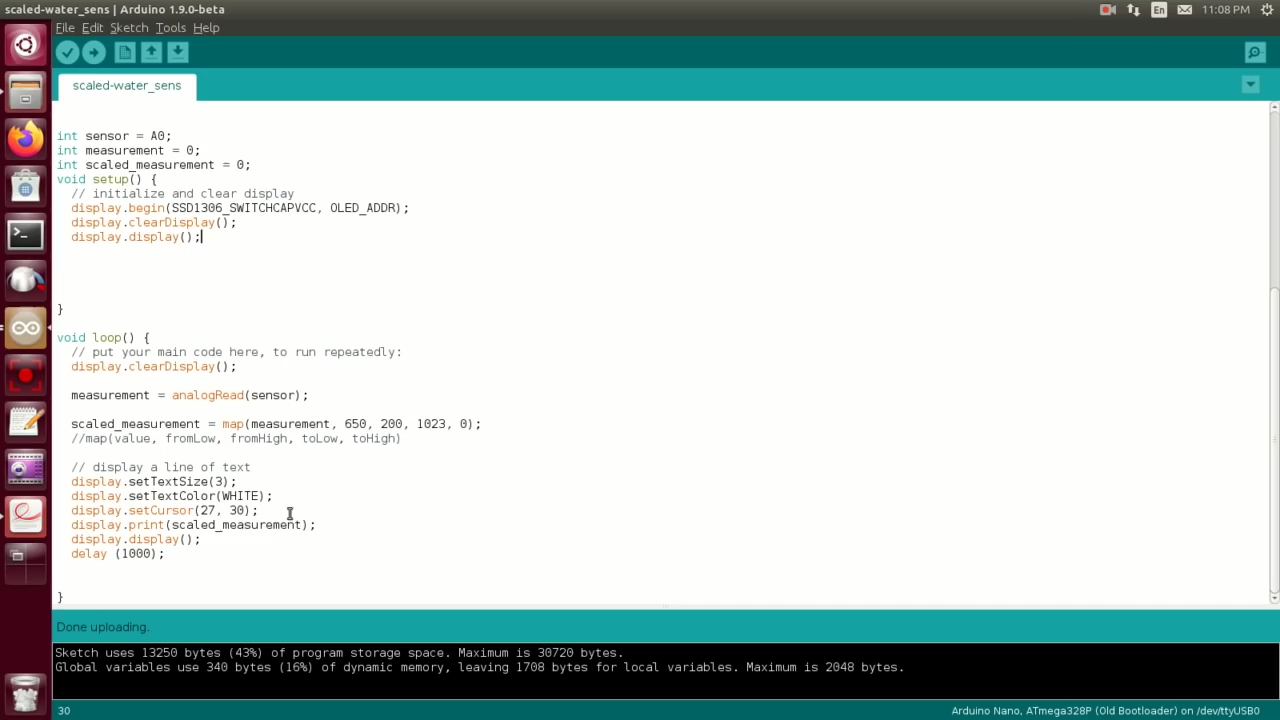 scaled-water_sens | Arduino 1.9.0-beta
En
11:08 PM
File Edit Sketch Tools Help
scaled-water_sens
int sensor = A0;
int measurement = 0;
int scaled_measurement = 0;
void setup() {
// initialize and clear display
display.begin(SSD1306_SWITCHCAPVCC, OLED_ADDR);
display.clearDisplay();
display.display();
}
void loop() {
// put your main code here, to run repeatedly:
display.clearDisplay();
measurement = analogRead(sensor);
scaled_measurement = map(measurement, 650, 200, 1023, 0);
//map(value, fromLow, fromHigh, toLow, toHigh)
// display a line of text
display.setTextSize(3);
display.setTextColor(WHITE);
display.setCursor(27, 30);
display.print(scaled_measurement);
display.display();
delay (1000);
}
Done uploading.
Sketch uses 13250 bytes (43%) of program storage space. Maximum is 30720 bytes.
Global variables use 340 bytes (16%) of dynamic memory, leaving 1708 bytes for local variables. Maximum is 2048 bytes.
30
Arduino Nano, ATmega328P (Old Bootloader) on /dev/ttyUSB0